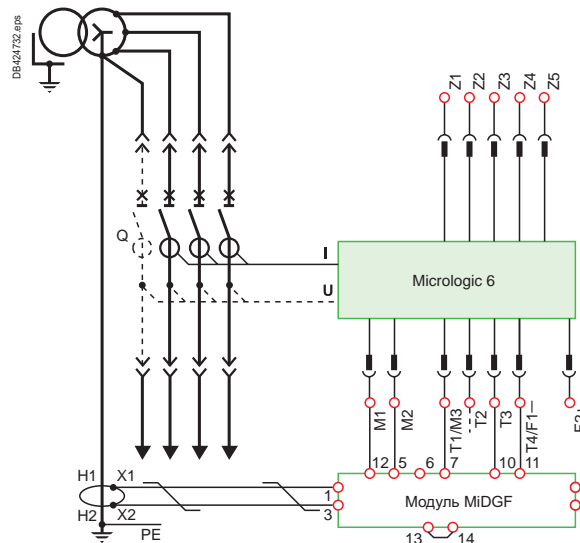 DB424732.eps
Z1
Z2
Z3
Z4
Z5
Q
I
U
Micrologic 6
M1
M2
T1/M3
T2
T3
T4/F1–
12
5
6
7
10
11
H1
X1
1
Модуль MiDGF
3
H2
X2
PE
13
14